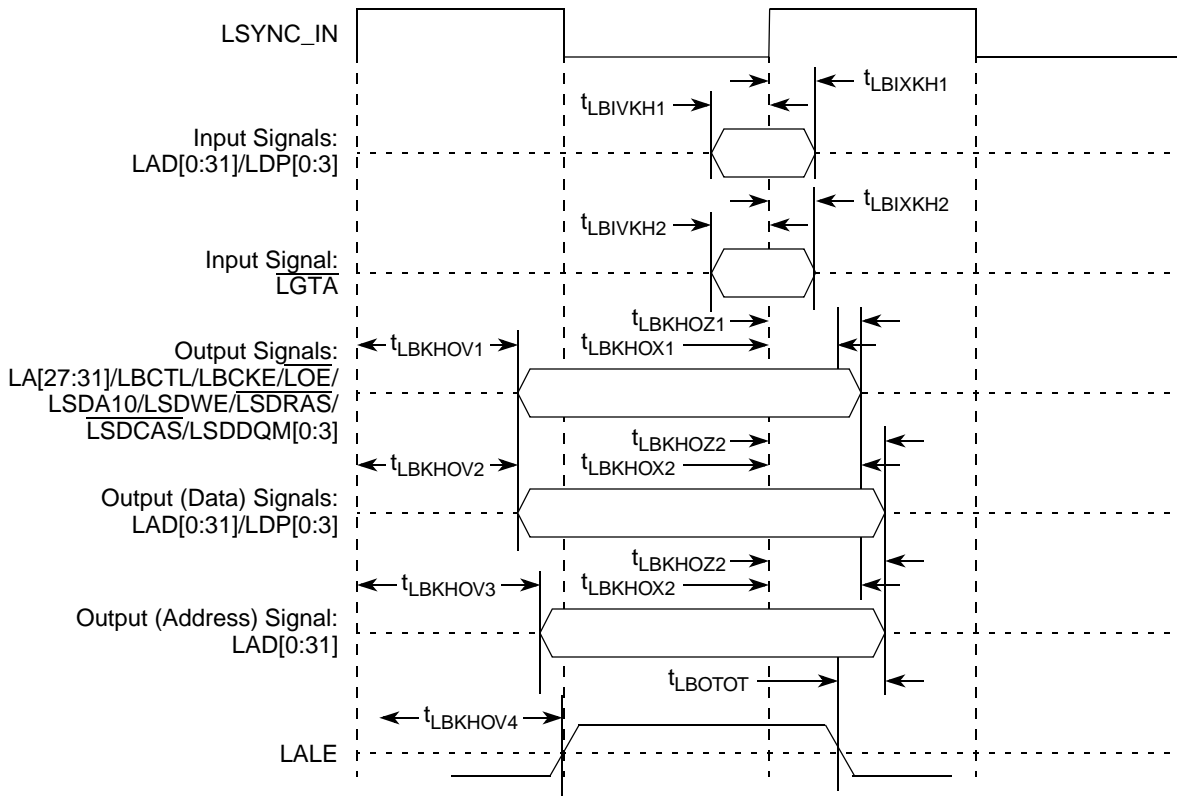 LSYNC_IN
tLBIXKH1
tLBIVKH1
Input Signals:
LAD[0:31]/LDP[0:3]
tLBIXKH2
tLBIVKH2
Input Signal:
LGTA
tLBKHOZ1
tLBKHOV1
tLBKHOX1
Output Signals:
LA[27:31]/LBCTL/LBCKE/LOE/
LSDA10/LSDWE/LSDRAS/
LSDCAS/LSDDQM[0:3]
tLBKHOZ2
tLBKHOV2
tLBKHOX2
Output (Data) Signals:
LAD[0:31]/LDP[0:3]
tLBKHOZ2
tLBKHOV3
tLBKHOX2
Output (Address) Signal:
LAD[0:31]
tLBOTOT
tLBKHOV4
LALE